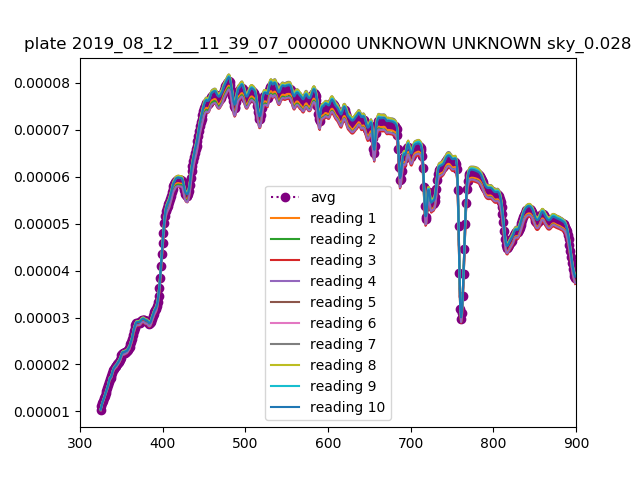 plate 2019_08_12___11_39_07_000000 UNKNOWN UNKNOWN sky_0.028
0.00008
0.00007
0.00006
0.00005
0.00004
0.00003
0.00002
0.00001
avg
reading 1
reading 2
reading 3
reading 4
reading 5
reading 6
reading 7
reading 8
reading 9
reading 10
300 400 500 600 700 800 900